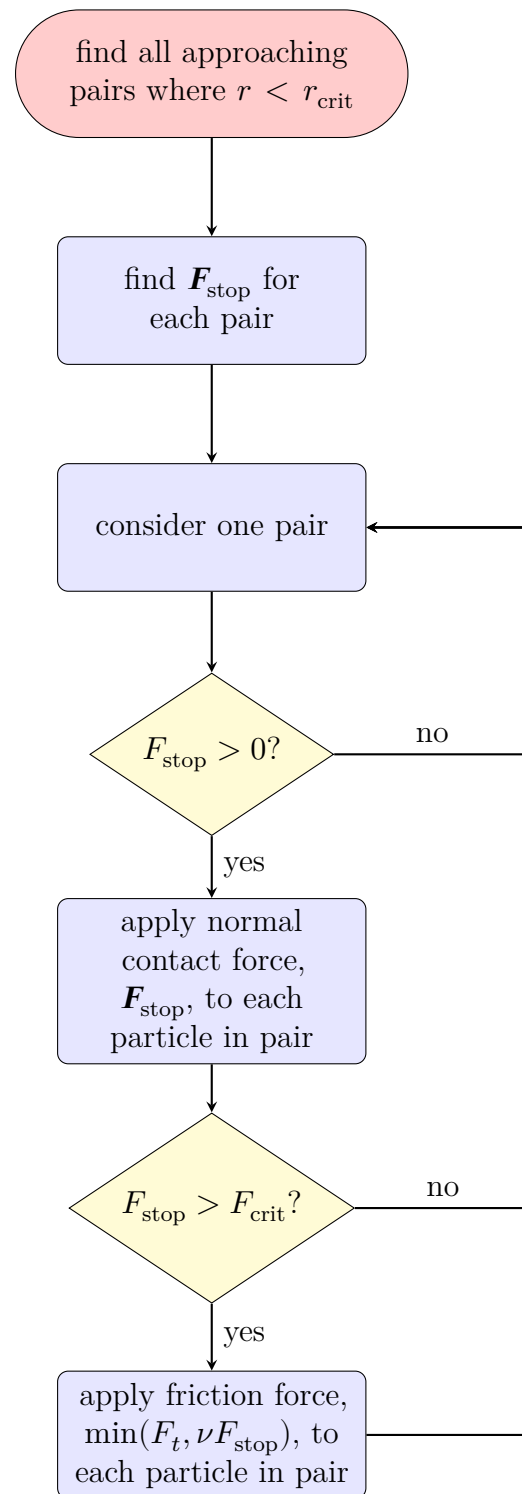 find all approaching
pairs where r < r_crit
find F_stop for
each pair
consider one pair
F_stop > 0?
no
yes
apply normal
contact force,
F_stop, to each
particle in pair
F_stop > F_crit?
no
yes
apply friction force,
min(F_t, νF_stop), to
each particle in pair